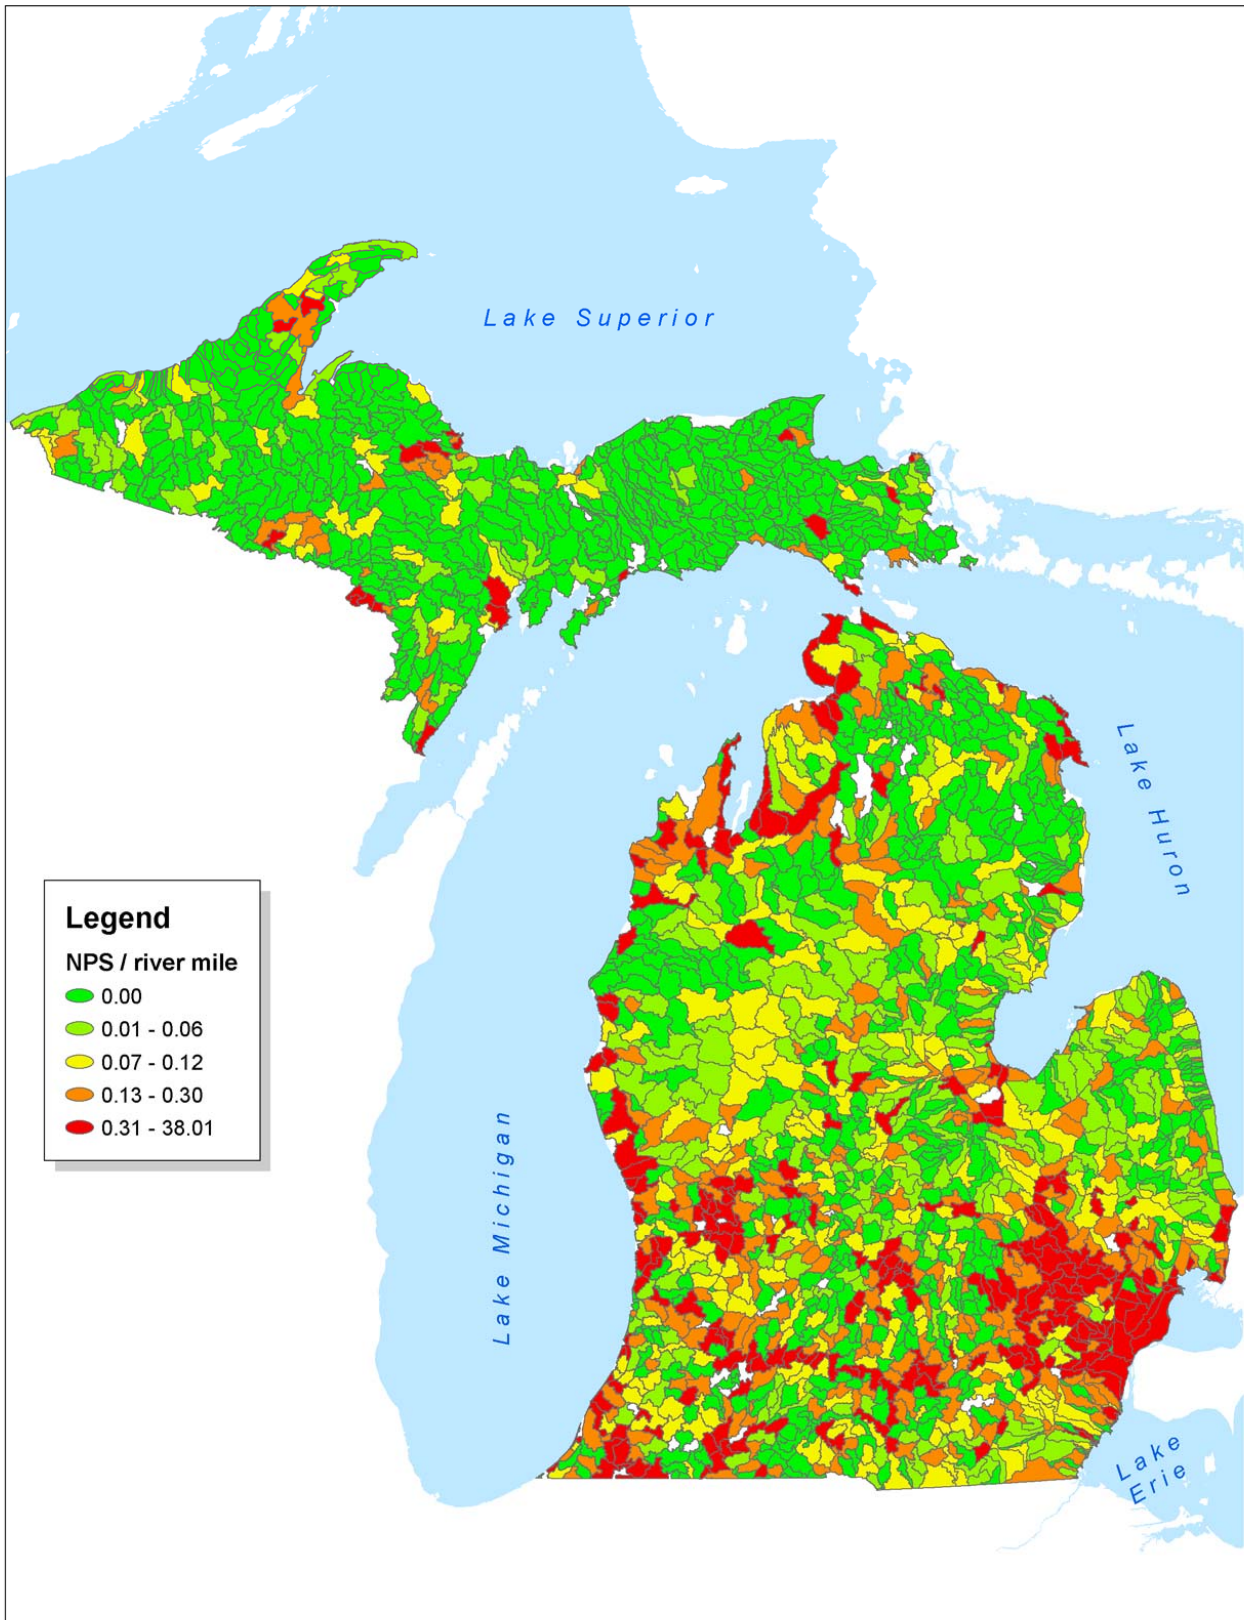 Lake Superior
Lake Huron
Legend
NPS / river mile
0.00
0.01 - 0.06
0.07 - 0.12
0.13 - 0.30
0.31 - 38.01
Lake Michigan
Lake
Erie